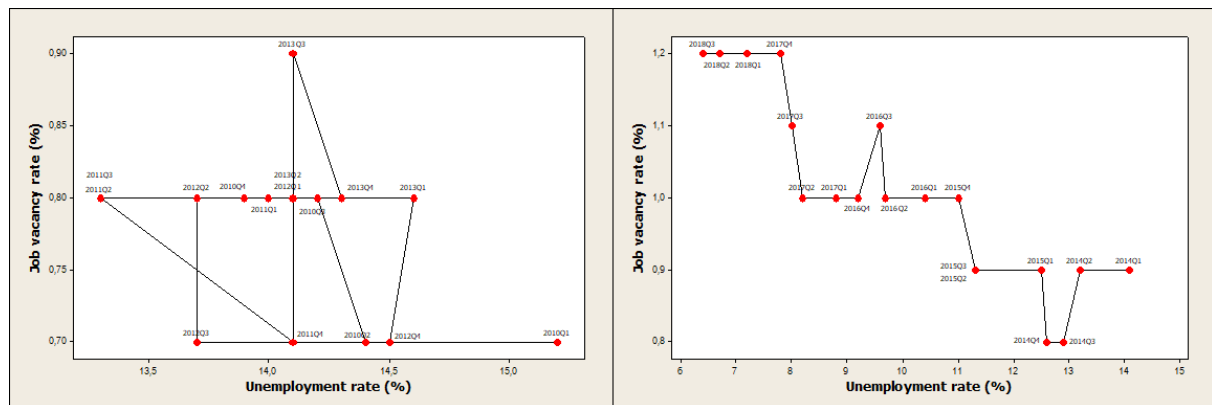 2013Q3
0,90
0,85
2011Q3
2013Q2
2011Q2
2012Q2
2010Q4
2012Q1
2013Q4
2013Q1
0,80
2011Q1
2010Q3
0,75
2012Q3
2011Q4
2010Q2
2012Q4
2010Q1
0,70
13,5
14,0
14,5
15,0
Job vacancy rate (%)
Unemployment rate (%)
2018Q3
2017Q4
1,2
2018Q2
2018Q1
2017Q3
2016Q3
1,1
2017Q2
2017Q1
2016Q1
2015Q4
1,0
2016Q4
2016Q2
2015Q3
2015Q1
2014Q2
2014Q1
0,9
2015Q2
2014Q4
2014Q3
0,8
6
7
8
9
10
11
12
13
14
15
Job vacancy rate (%)
Unemployment rate (%)